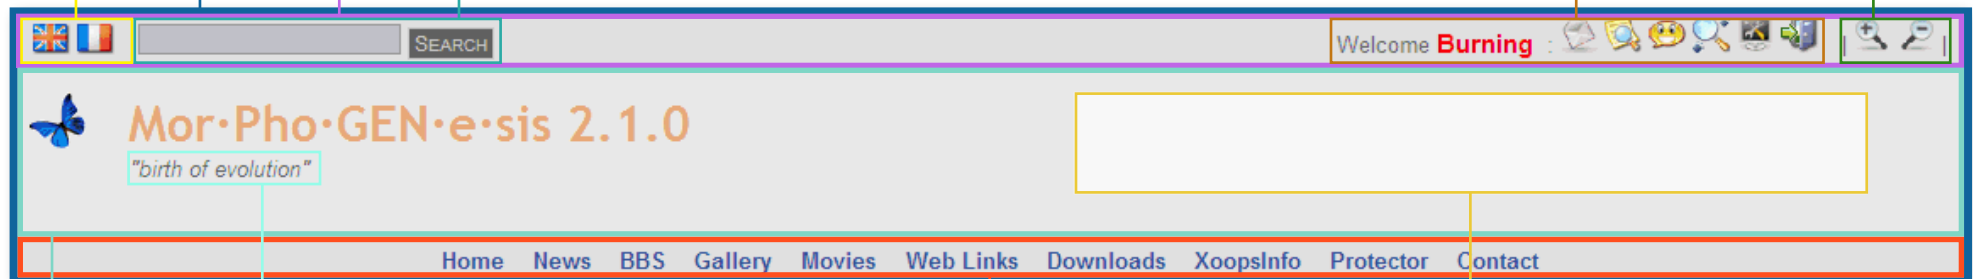 SEARCH
Welcome Burning :
| |
Mor·Pho·GEN·e·sis 2.1.0
"birth of evolution"
Home News BBS Gallery Movies Web Links Downloads XoopsInfo Protector Contact